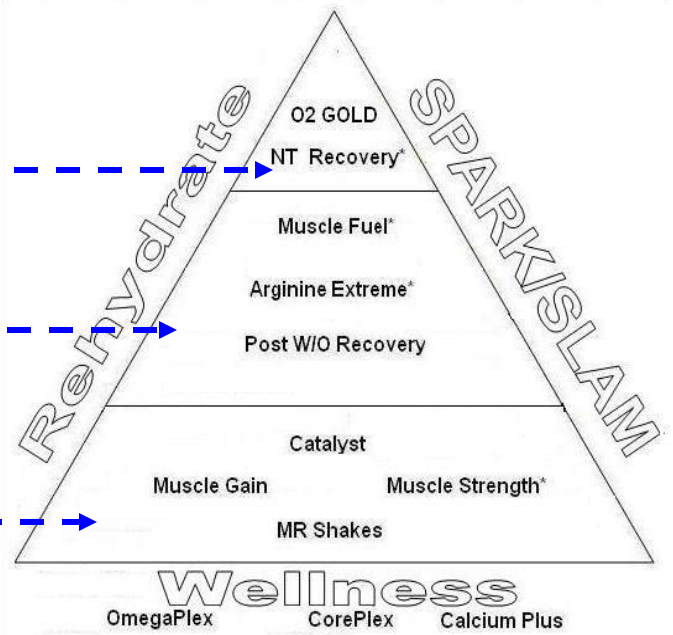 O2 GOLD
NT Recovery*
Muscle Fuel*
Arginine Extreme*
Post W/O Recovery
Catalyst
Muscle Gain Muscle Strength*
MR Shakes
Rehydrate
SPARK/SLAM
Wellness
OmegaPlex CorePlex Calcium Plus